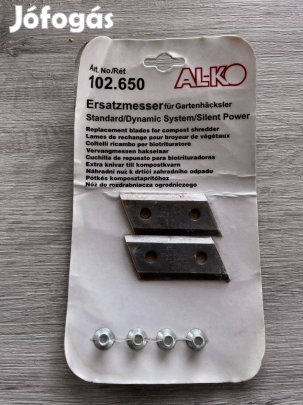 Jófogás
Art. No/Réf.
102.650
AL-KO
Ersatzmesser für Gartenhäcksler
Standard/Dynamic System/Silent Power
Replacement blades for compost shredder
Lames de rechange pour broyeur de végétaux
Coltelli ricambo per biotrituratore
Vervangmessen hakselaar
Cuchilla de repuesto para biotrituradoras
Extra knivar till kompostkvarn
Náhradní nuž k drtiči zahradního odpadu
Pótkés komposztaprítóhoz
Nóż do rozdrabniacza ogrodniczego